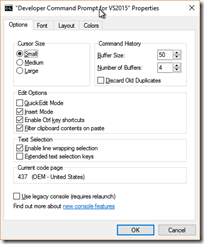 "Developer Command Prompt for VS2015" Properties
Options
Font
Layout
Colors
Cursor Size
Small
Medium
Large
Command History
Buffer Size: 50
Number of Buffers: 4
Discard Old Duplicates
Edit Options
QuickEdit Mode
Insert Mode
Enable Ctrl key shortcuts
Filter clipboard contents on paste
Text Selection
Enable line wrapping selection
Extended text selection keys
Current code page
437 (OEM - United States)
Use legacy console (requires relaunch)
Find out more about new console features
OK
Cancel